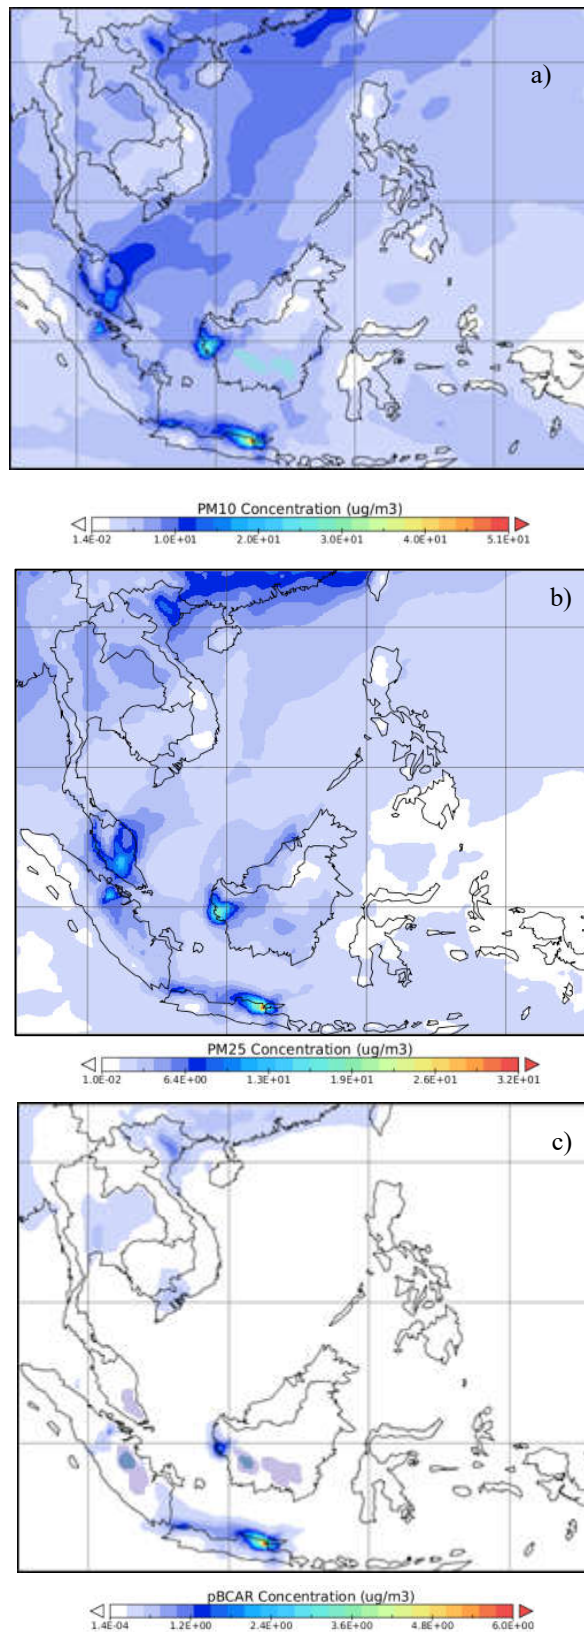 a)
PM10 Concentration (ug/m3)
1.4E-02 1.0E+01 2.0E+01 3.0E+01 4.0E+01 5.1E+01
b)
PM25 Concentration (ug/m3)
1.0E-02 6.4E+00 1.3E+01 1.9E+01 2.6E+01 3.2E+01
c)
pBCAR Concentration (ug/m3)
1.4E-04 1.2E+00 2.4E+00 3.6E+00 4.8E+00 6.0E+00